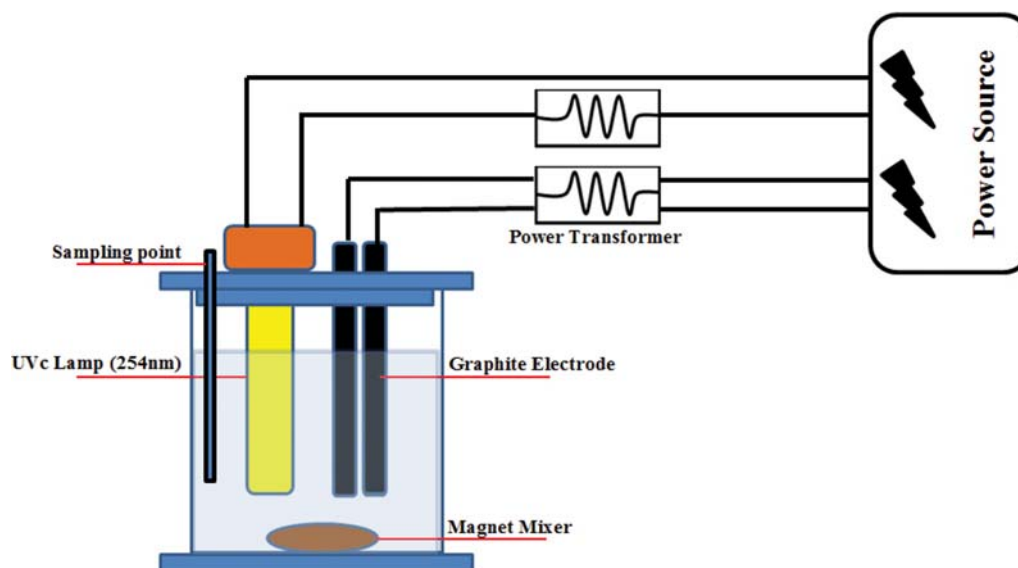 Power Source
Power Transformer
Sampling point
UVc Lamp (254nm)
Graphite Electrode
Magnet Mixer